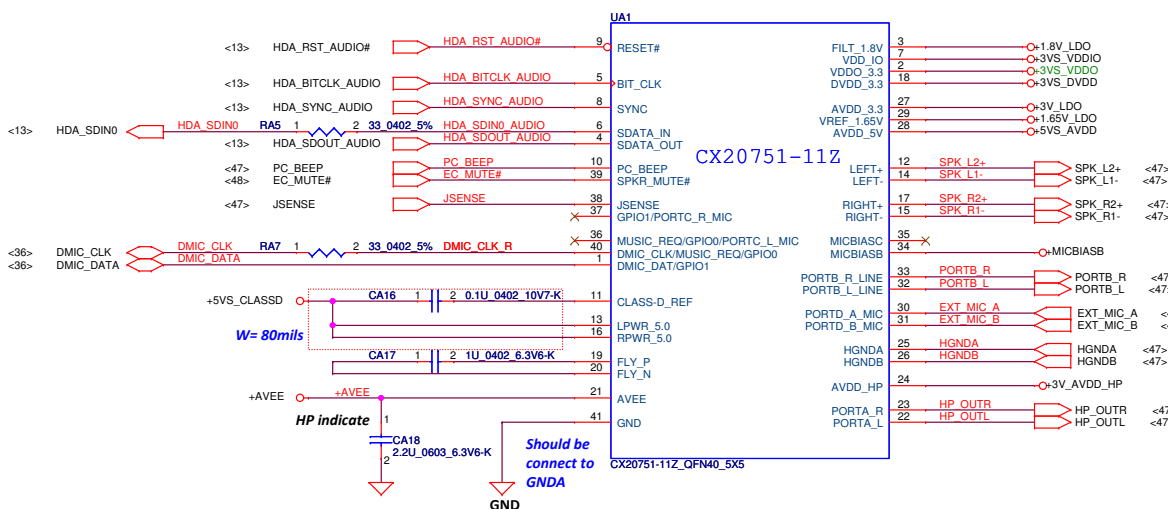 UA1
<13> HDA_RST_AUDIO# HDA_RST_AUDIO# 9 RESET# FILT_1.8V 3 +1.8V_LDO
VDD_IO 7 +3VS_VDDIO
VDDO_3.3 2 +3VS_VDDO
<13> HDA_BITCLK_AUDIO HDA_BITCLK_AUDIO 5 BIT_CLK DVDD_3.3 18 +3VS_DVDD
<13> HDA_SYNC_AUDIO HDA_SYNC_AUDIO 8 SYNC AVDD_3.3 27 +3V_LDO
VREF_1.65V 29 +1.65V_LDO
<13> HDA_SDIN0 HDA_SDIN0 RA5 1 2 33_0402_5% HDA_SDIN0_AUDIO 6 SDATA_IN AVDD_5V 28 +5VS_AVDD
<13> HDA_SDOUT_AUDIO HDA_SDOUT_AUDIO 4 SDATA_OUT
CX20751-11Z
<47> PC_BEEP PC_BEEP 10 PC_BEEP LEFT+ 12 SPK_L2+ SPK_L2+ <47>
<48> EC_MUTE# EC_MUTE# 39 SPKR_MUTE# LEFT- 14 SPK_L1- SPK_L1- <47>
<47> JSENSE JSENSE 38 JSENSE RIGHT+ 17 SPK_R2+ SPK_R2+ <47
37 GPIO1/PORTC_R_MIC RIGHT- 15 SPK_R1- SPK_R1- <47
36 MUSIC_REQ/GPIO0/PORTC_L_MIC MICBIASC 35
<36> DMIC_CLK DMIC_CLK RA7 1 2 33_0402_5% DMIC_CLK_R 40 DMIC_CLK/MUSIC_REQ/GPIO0 MICBIASB 34 +MICBIASB
<36> DMIC_DATA DMIC_DATA 1 DMIC_DAT/GPIO1
PORTB_R_LINE 33 PORTB_R PORTB_R <47
PORTB_L_LINE 32 PORTB_L PORTB_L <47
+5VS_CLASSD CA16 1 2 0.1U_0402_10V7-K 11 CLASS-D_REF
PORTD_A_MIC 30 EXT_MIC_A EXT_MIC_A <
13 LPWR_5.0 PORTD_B_MIC 31 EXT_MIC_B EXT_MIC_B <
W= 80mils 16 RPWR_5.0
HGNDA 25 HGNDA HGNDA <47>
CA17 1 2 1U_0402_6.3V6-K 19 FLY_P HGNDB 26 HGNDB HGNDB <47>
20 FLY_N
AVDD_HP 24 +3V_AVDD_HP
+AVEE +AVEE 21 AVEE
PORTA_R 23 HP_OUTR HP_OUTR <47
HP indicate 1 41 GND PORTA_L 22 HP_OUTL HP_OUTL <47
CA18
2.2U_0603_6.3V6-K
2
Should be
connect to
GNDA
CX20751-11Z_QFN40_5X5
GND